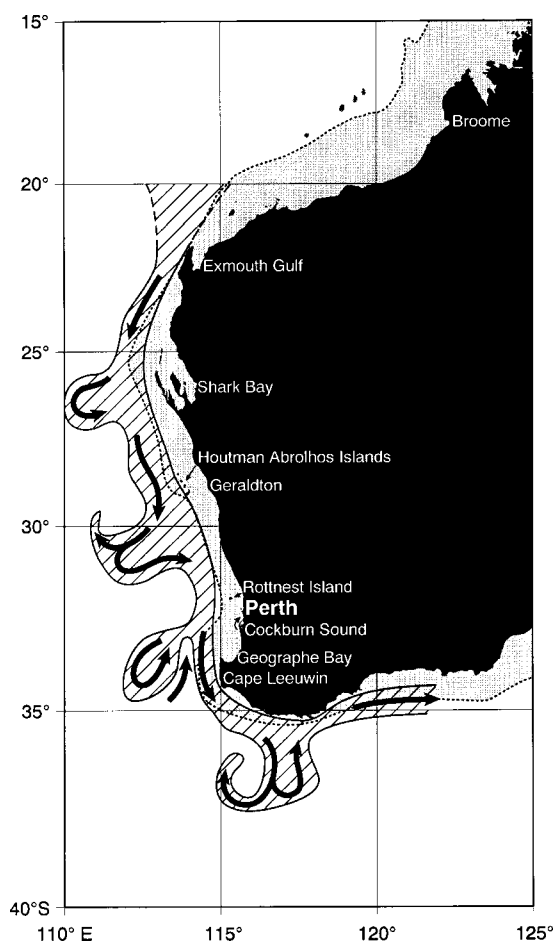 15°
Broome
20°
Exmouth Gulf
25°
Shark Bay
Houtman Abrolhos Islands
Geraldton
30°
Rottnest Island
Perth
Cockburn Sound
Geographe Bay
Cape Leeuwin
35°
40°S
110° E
115°
120°
125°